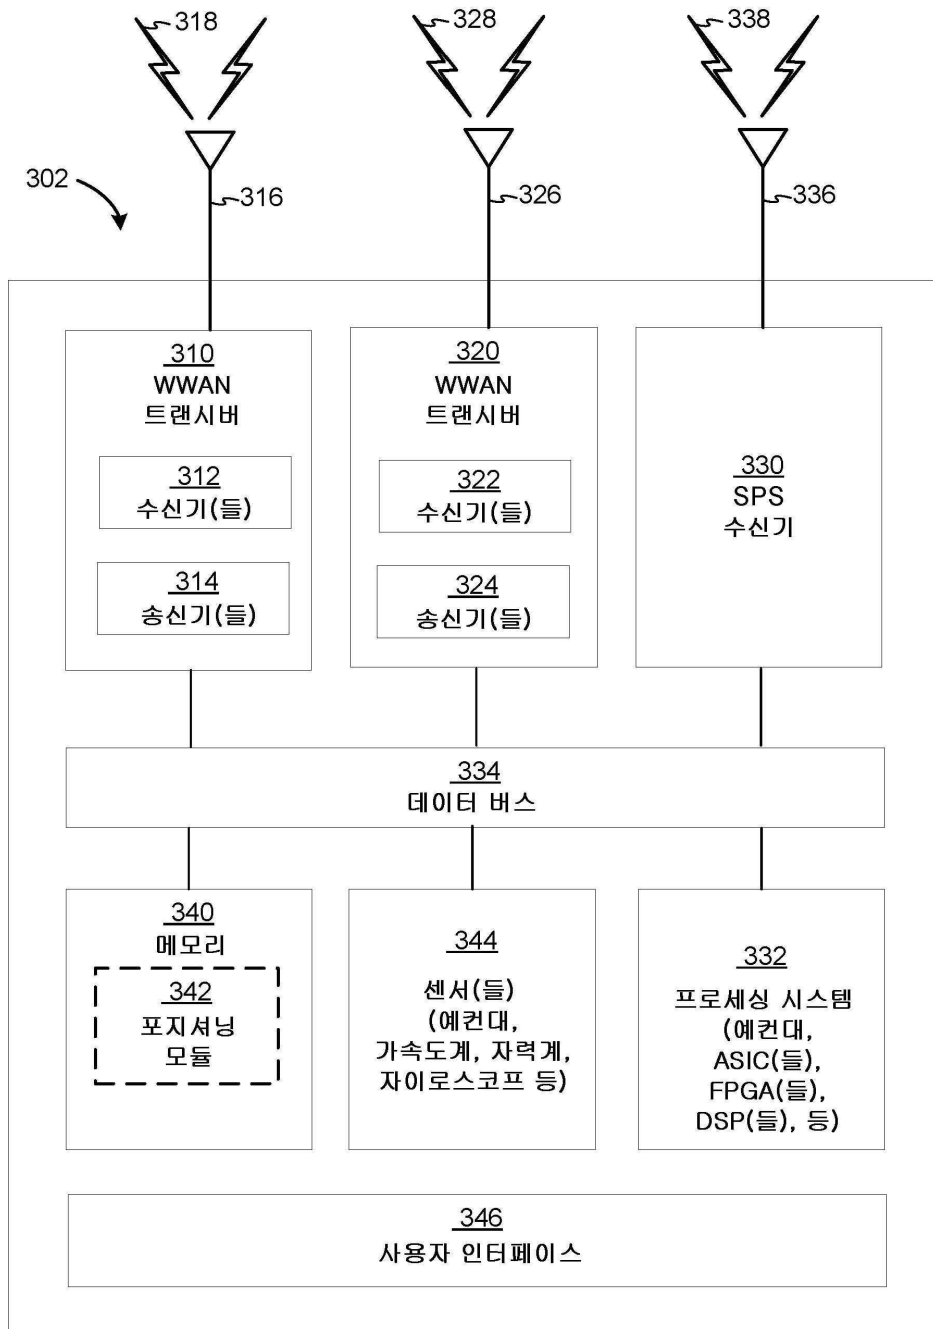 318
328
338
302
316
326
336
310
WWAN
트랜시버
312
수신기(들)
314
송신기(들)
320
WWAN
트랜시버
322
수신기(들)
324
송신기(들)
330
SPS
수신기
334
데이터 버스
340
메모리
342
포지셔닝
모듈
344
센서(들)
(예컨대,
가속도계, 자력계,
자이로스코프 등)
332
프로세싱 시스템
(예컨대,
ASIC(들),
FPGA(들),
DSP(들), 등)
346
사용자 인터페이스